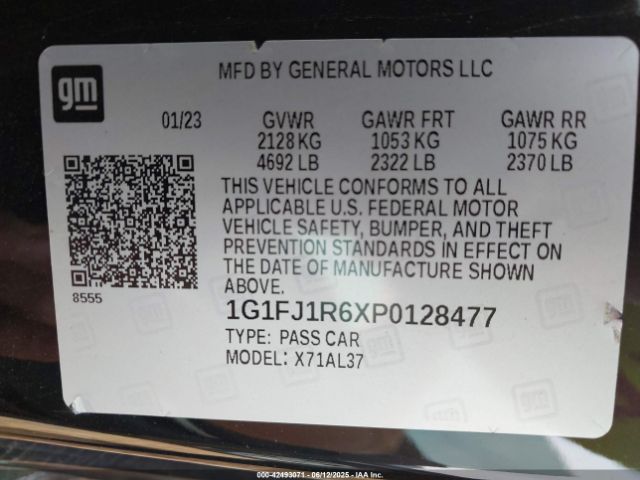 gm
MFD BY GENERAL MOTORS LLC
01/23 GVWR GAWR FRT GAWR RR
2128 KG 1053 KG 1075 KG
4692 LB 2322 LB 2370 LB
THIS VEHICLE CONFORMS TO ALL
APPLICABLE U.S. FEDERAL MOTOR
VEHICLE SAFETY, BUMPER, AND THEFT
PREVENTION STANDARDS IN EFFECT ON
THE DATE OF MANUFACTURE SHOWN
ABOVE.
8555
1G1FJ1R6XP0128477
TYPE: PASS CAR
MODEL: X71AL37
000-42493071 - 06/12/2025 - IAA Inc.